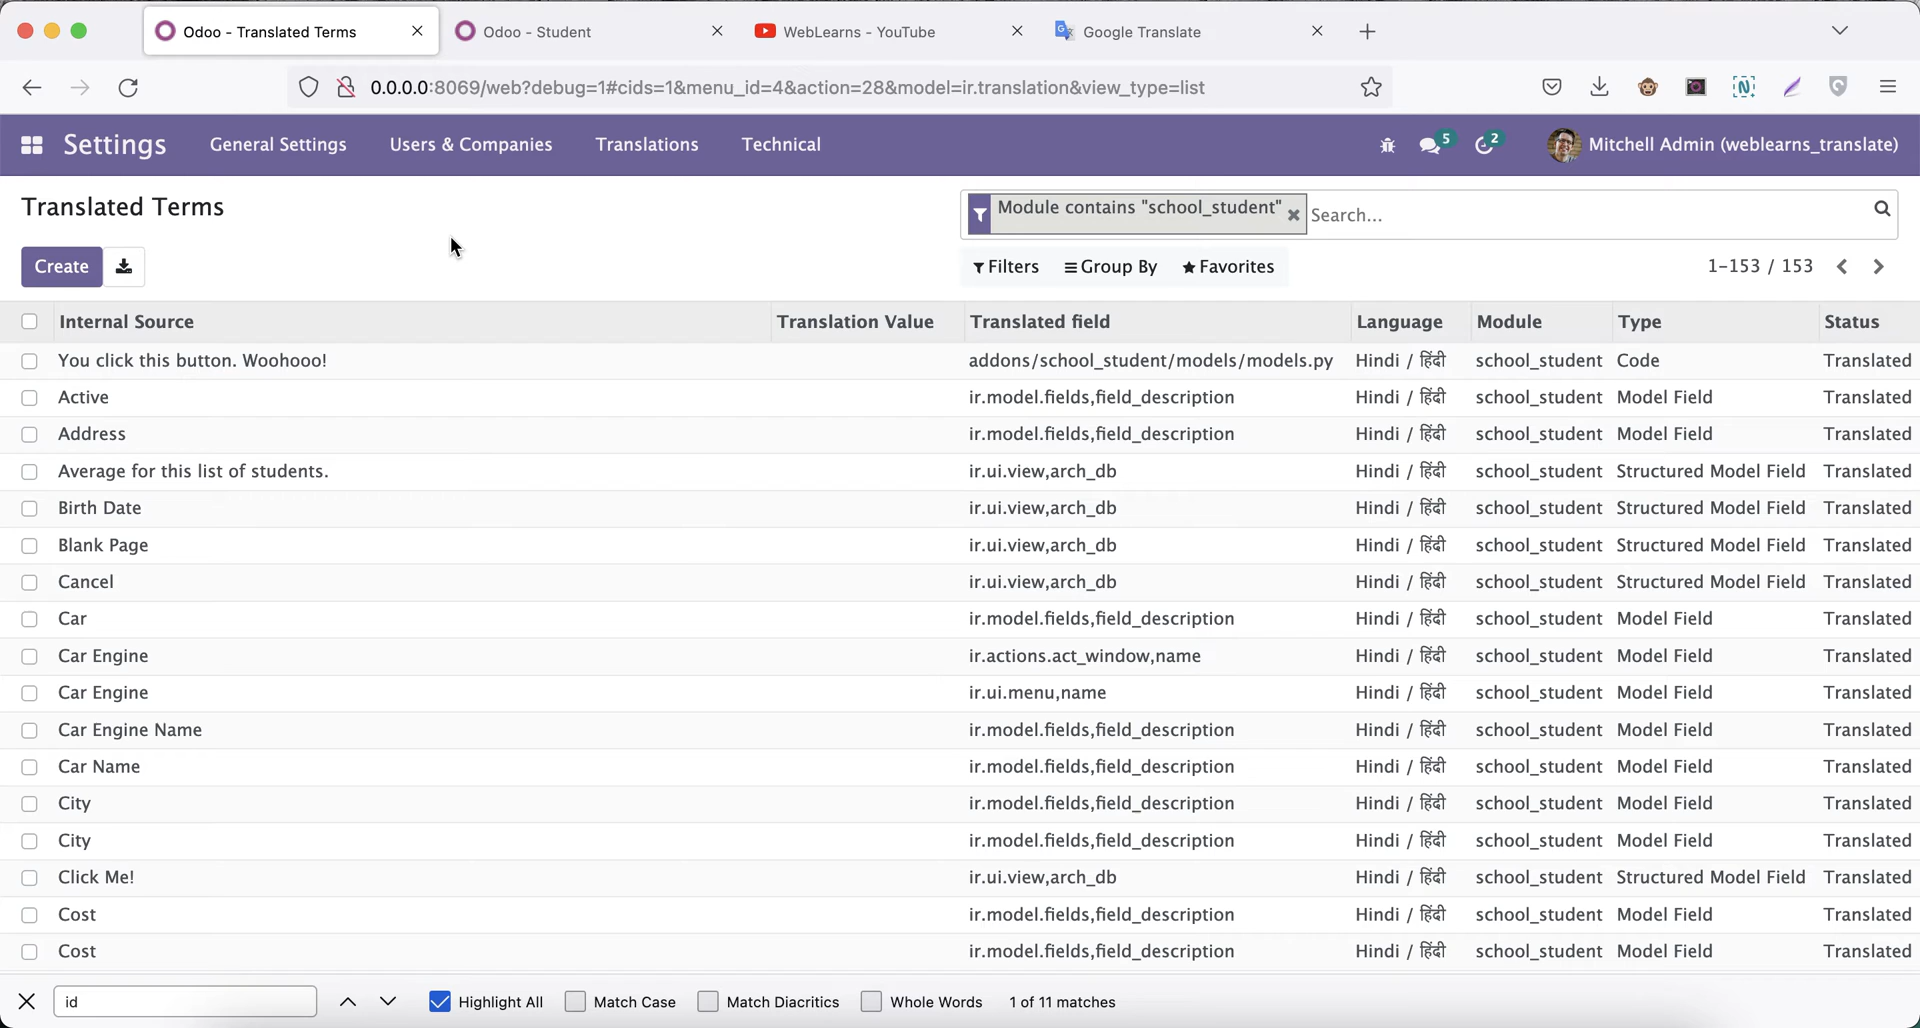 Odoo - Translated Terms
Odoo - Student
WebLearns - YouTube
Google Translate
0.0.0.0:8069/web?debug=1#cids=1&menu_id=4&action=28&model=ir.translation&view_type=list
Settings General Settings Users & Companies Translations Technical 5 2 Mitchell Admin (weblearns_translate)
Translated Terms
Module contains "school_student" Search...
Create
Filters Group By Favorites 1-153 / 153
Internal Source Translation Value Translated field Language Module Type Status
You click this button. Woohooo! addons/school_student/models/models.py Hindi / हिंदी school_student Code Translated
Active ir.model.fields,field_description Hindi / हिंदी school_student Model Field Translated
Address ir.model.fields,field_description Hindi / हिंदी school_student Model Field Translated
Average for this list of students. ir.ui.view,arch_db Hindi / हिंदी school_student Structured Model Field Translated
Birth Date ir.ui.view,arch_db Hindi / हिंदी school_student Structured Model Field Translated
Blank Page ir.ui.view,arch_db Hindi / हिंदी school_student Structured Model Field Translated
Cancel ir.ui.view,arch_db Hindi / हिंदी school_student Structured Model Field Translated
Car ir.model.fields,field_description Hindi / हिंदी school_student Model Field Translated
Car Engine ir.actions.act_window,name Hindi / हिंदी school_student Model Field Translated
Car Engine ir.ui.menu,name Hindi / हिंदी school_student Model Field Translated
Car Engine Name ir.model.fields,field_description Hindi / हिंदी school_student Model Field Translated
Car Name ir.model.fields,field_description Hindi / हिंदी school_student Model Field Translated
City ir.model.fields,field_description Hindi / हिंदी school_student Model Field Translated
City ir.model.fields,field_description Hindi / हिंदी school_student Model Field Translated
Click Me! ir.ui.view,arch_db Hindi / हिंदी school_student Structured Model Field Translated
Cost ir.model.fields,field_description Hindi / हिंदी school_student Model Field Translated
Cost ir.model.fields,field_description Hindi / हिंदी school_student Model Field Translated
id Highlight All Match Case Match Diacritics Whole Words 1 of 11 matches